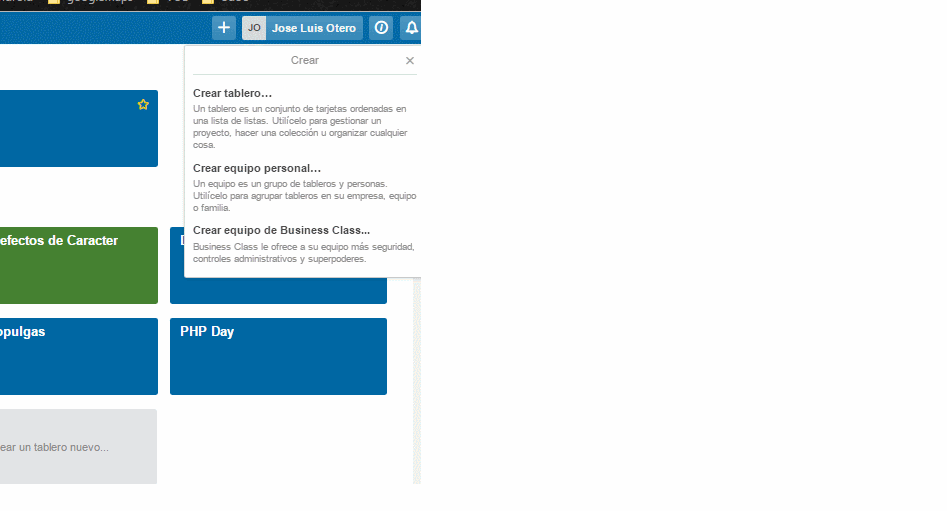 JO Jose Luis Otero
Crear
Crear tablero…
Un tablero es un conjunto de tarjetas ordenadas en
una lista de listas. Utilícelo para gestionar un
proyecto, hacer una colección u organizar cualquier
cosa.
Crear equipo personal…
Un equipo es un grupo de tableros y personas.
Utilícelo para agrupar tableros en su empresa, equipo
o familia.
Crear equipo de Business Class...
Business Class le ofrece a su equipo más seguridad,
controles administrativos y superpoderes.
efectos de Caracter
opulgas
PHP Day
ear un tablero nuevo...